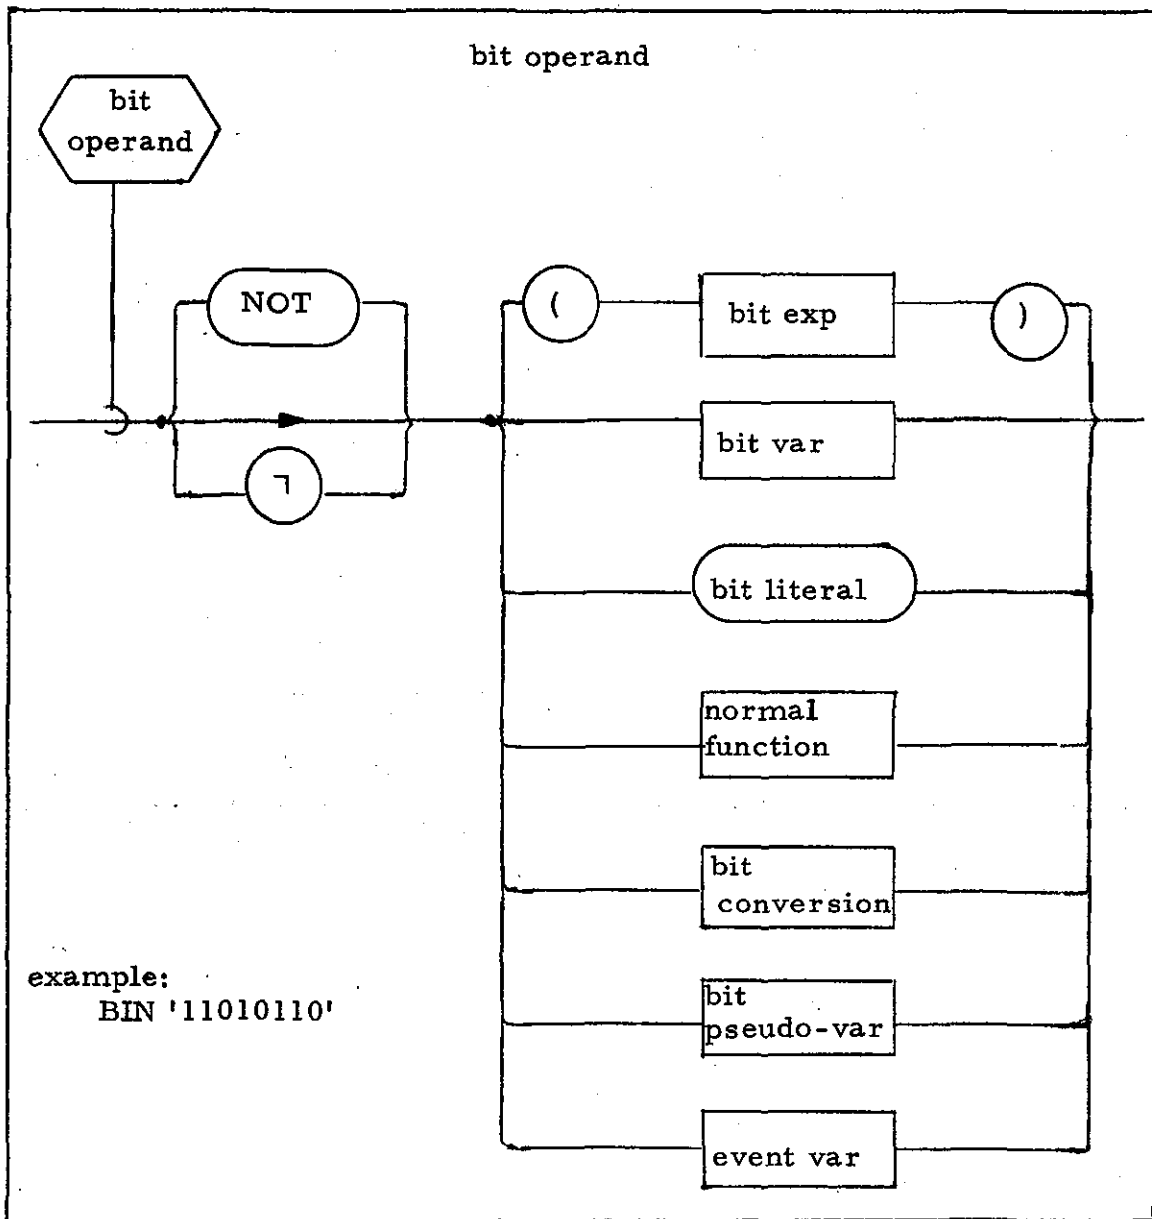 bit operand
bit
operand
NOT
¬
(
bit exp
)
bit var
bit literal
normal
function
bit
conversion
bit
pseudo-var
event var
example:
BIN '11010110'